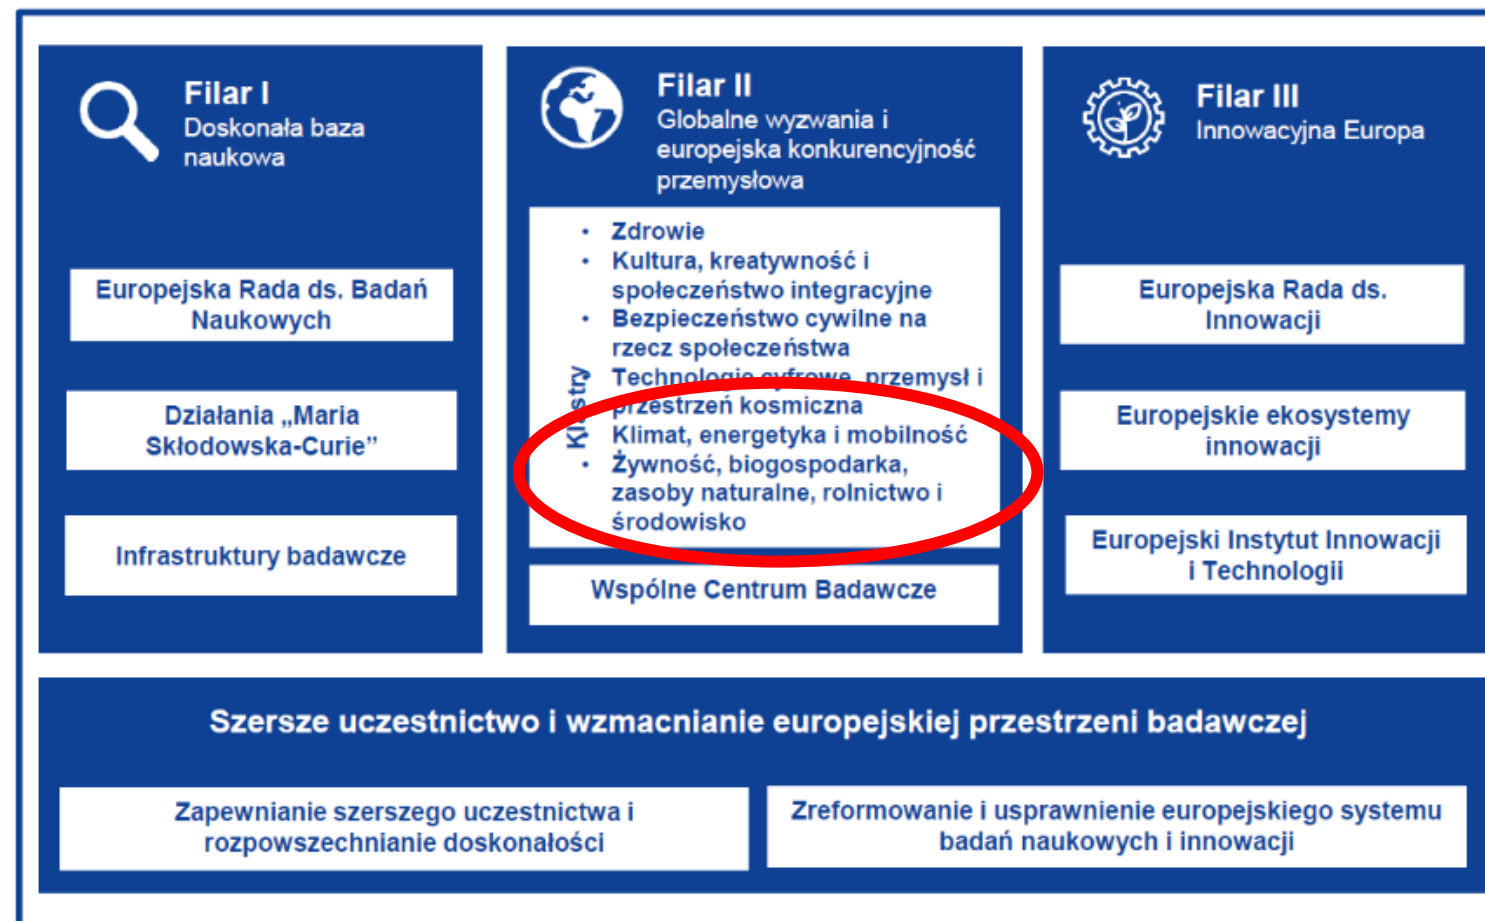 Filar I
Doskonała baza
naukowa
Europejska Rada ds. Badań
Naukowych
Działania „Maria
Skłodowska-Curie”
Infrastruktury badawcze
Filar II
Globalne wyzwania i
europejska konkurencyjność
przemysłowa
Klastry
• Zdrowie
• Kultura, kreatywność i
społeczeństwo integracyjne
• Bezpieczeństwo cywilne na
rzecz społeczeństwa
• Technologie cyfrowe, przemysł i
przestrzeń kosmiczna
• Klimat, energetyka i mobilność
• Żywność, biogospodarka,
zasoby naturalne, rolnictwo i
środowisko
Wspólne Centrum Badawcze
Filar III
Innowacyjna Europa
Europejska Rada ds.
Innowacji
Europejskie ekosystemy
innowacji
Europejski Instytut Innowacji
i Technologii
Szersze uczestnictwo i wzmacnianie europejskiej przestrzeni badawczej
Zapewnianie szerszego uczestnictwa i
rozpowszechnianie doskonałości
Zreformowanie i usprawnienie europejskiego systemu
badań naukowych i innowacji